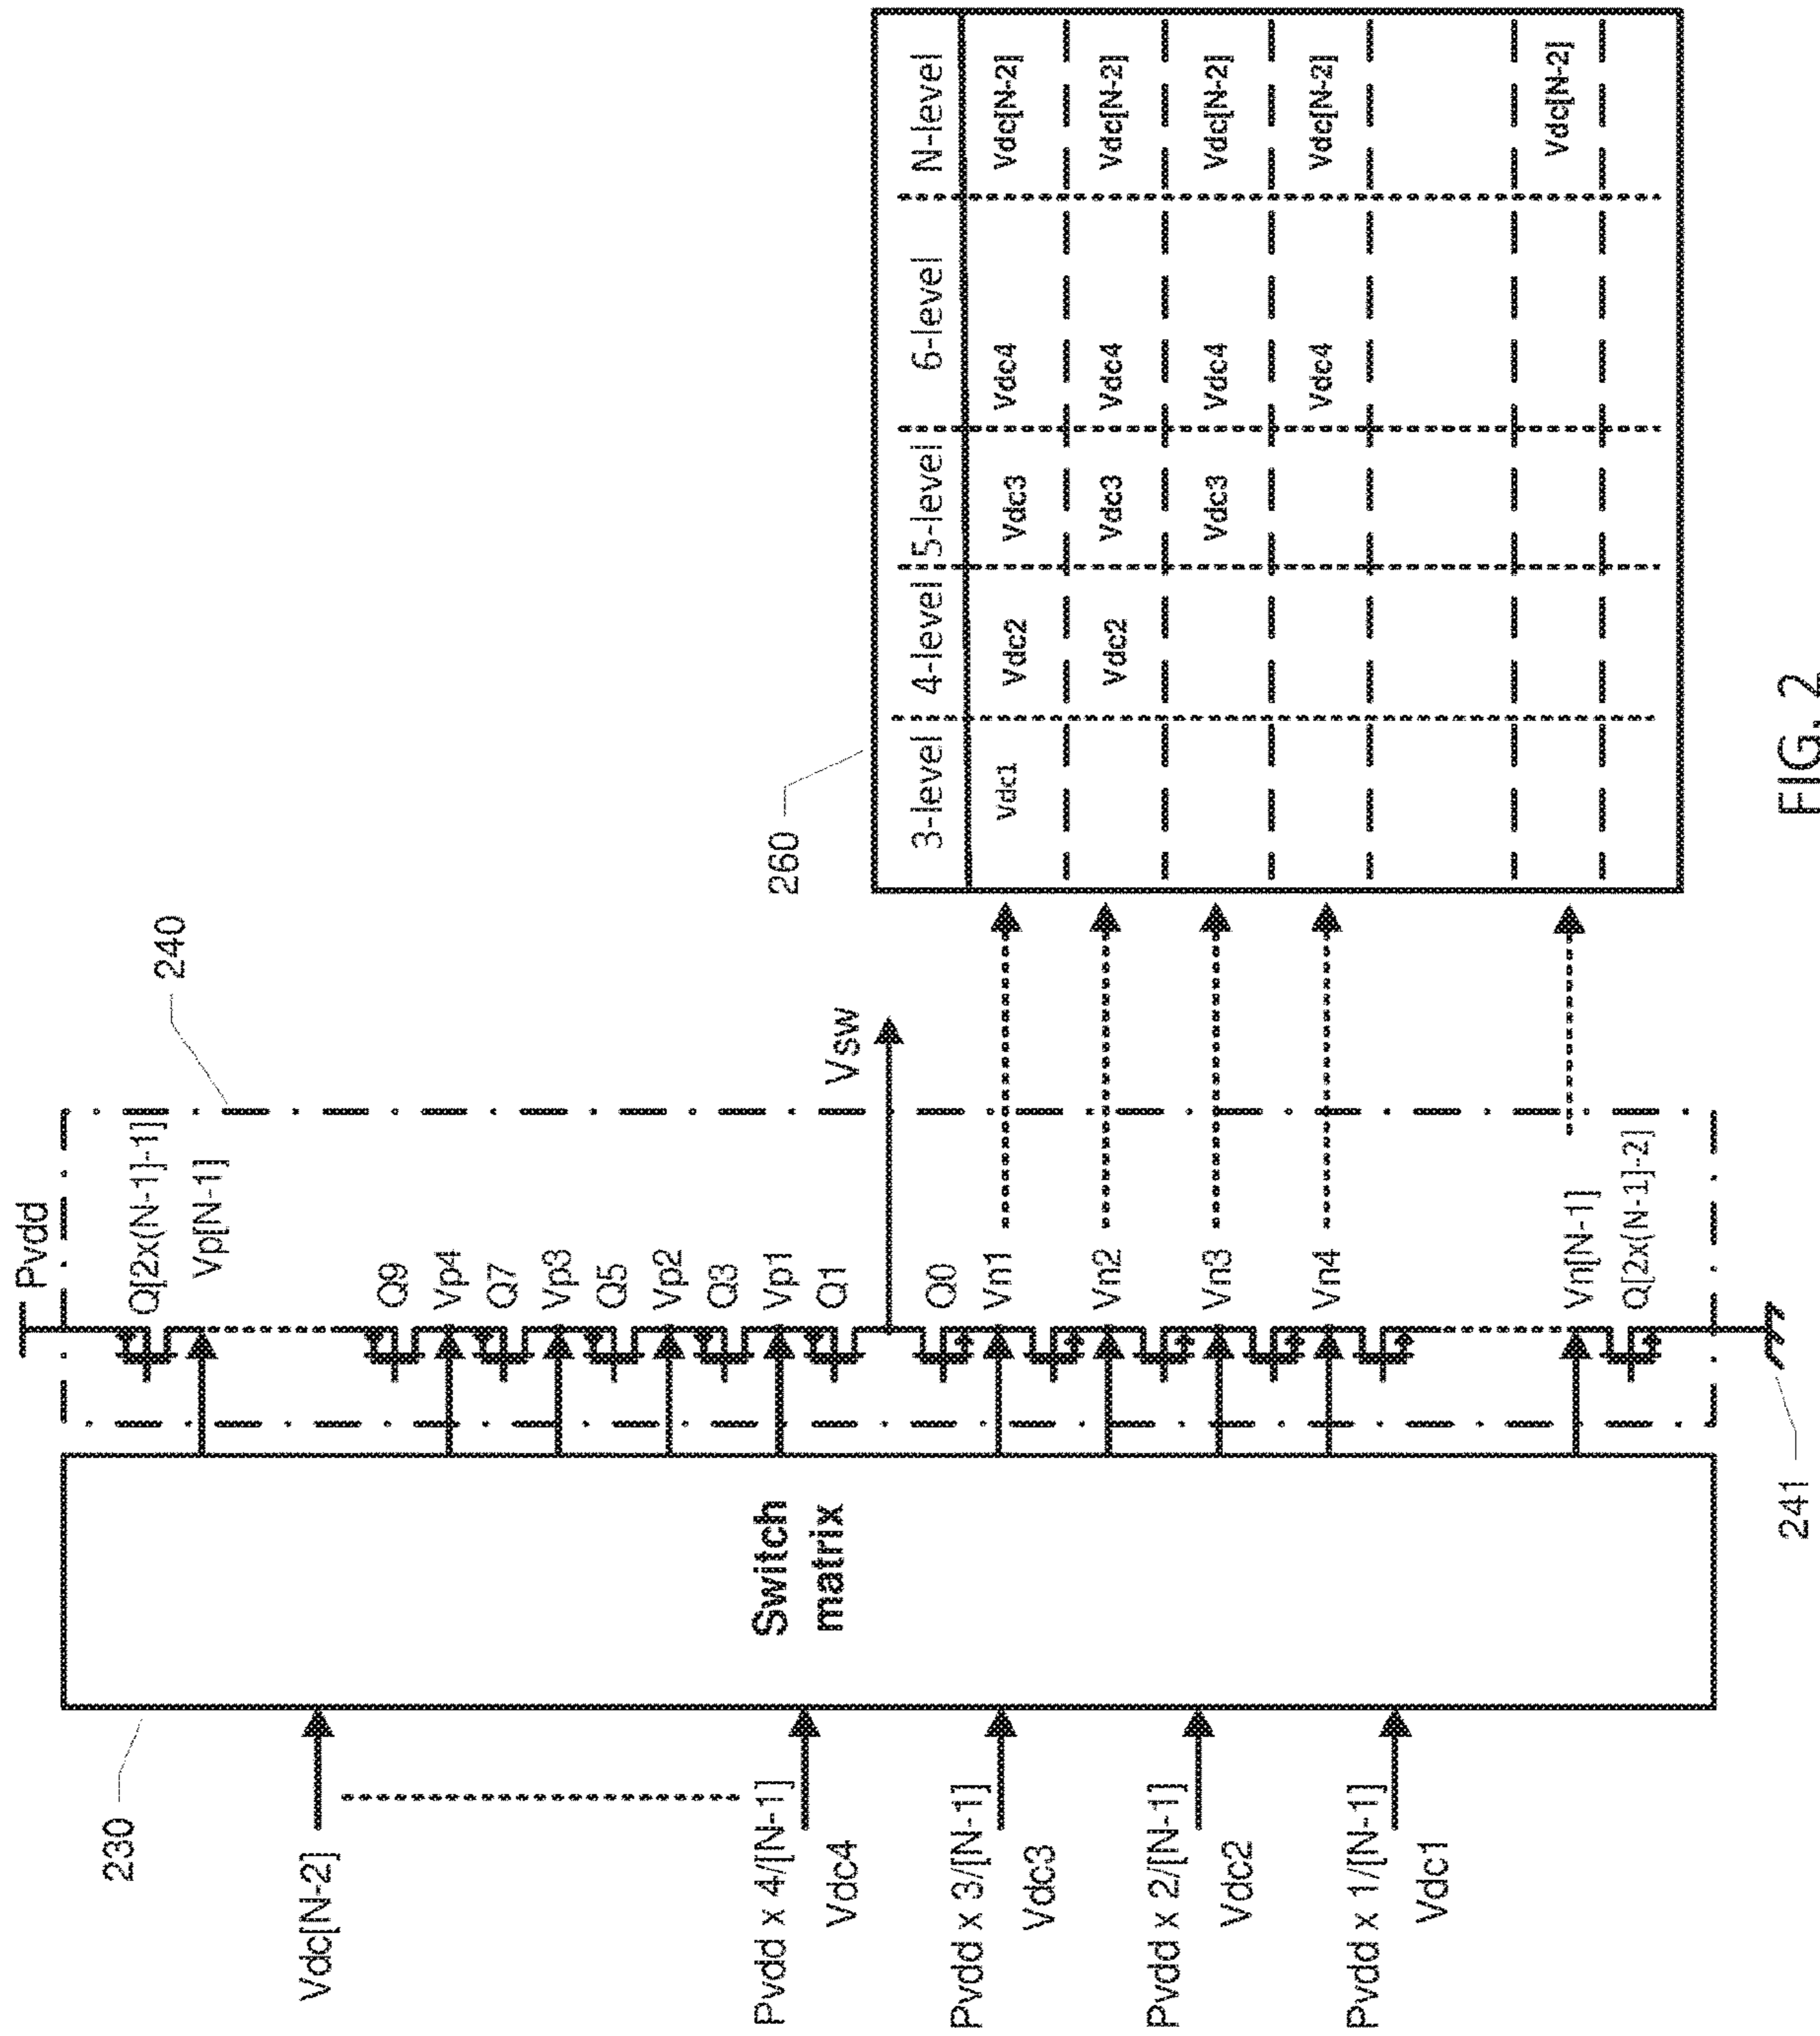 Pvdd
240
Q[2x(N-1]-1]
Vp[N-1]
Q9
Vp4
Q7
Vp3
Q5
Vp2
Q3
Vp1
Q1
Vsw
Q0
Vn1
Vn2
Vn3
Vn4
Vn[N-1]
Q[2x(N-1]-2]
241
230
Switch
matrix
Vdc[N-2]
Pvdd x 4/[N-1]
Vdc4
Pvdd x 3/[N-1]
Vdc3
Pvdd x 2/[N-1]
Vdc2
Pvdd x 1/[N-1]
Vdc1
260
3-level 4-level 5-level 6-level N-level
Vdc1 Vdc2 Vdc3 Vdc4 Vdc[N-2]
Vdc2 Vdc3 Vdc4 Vdc[N-2]
Vdc3 Vdc4 Vdc[N-2]
Vdc4 Vdc[N-2]
Vdc[N-2]
FIG. 2